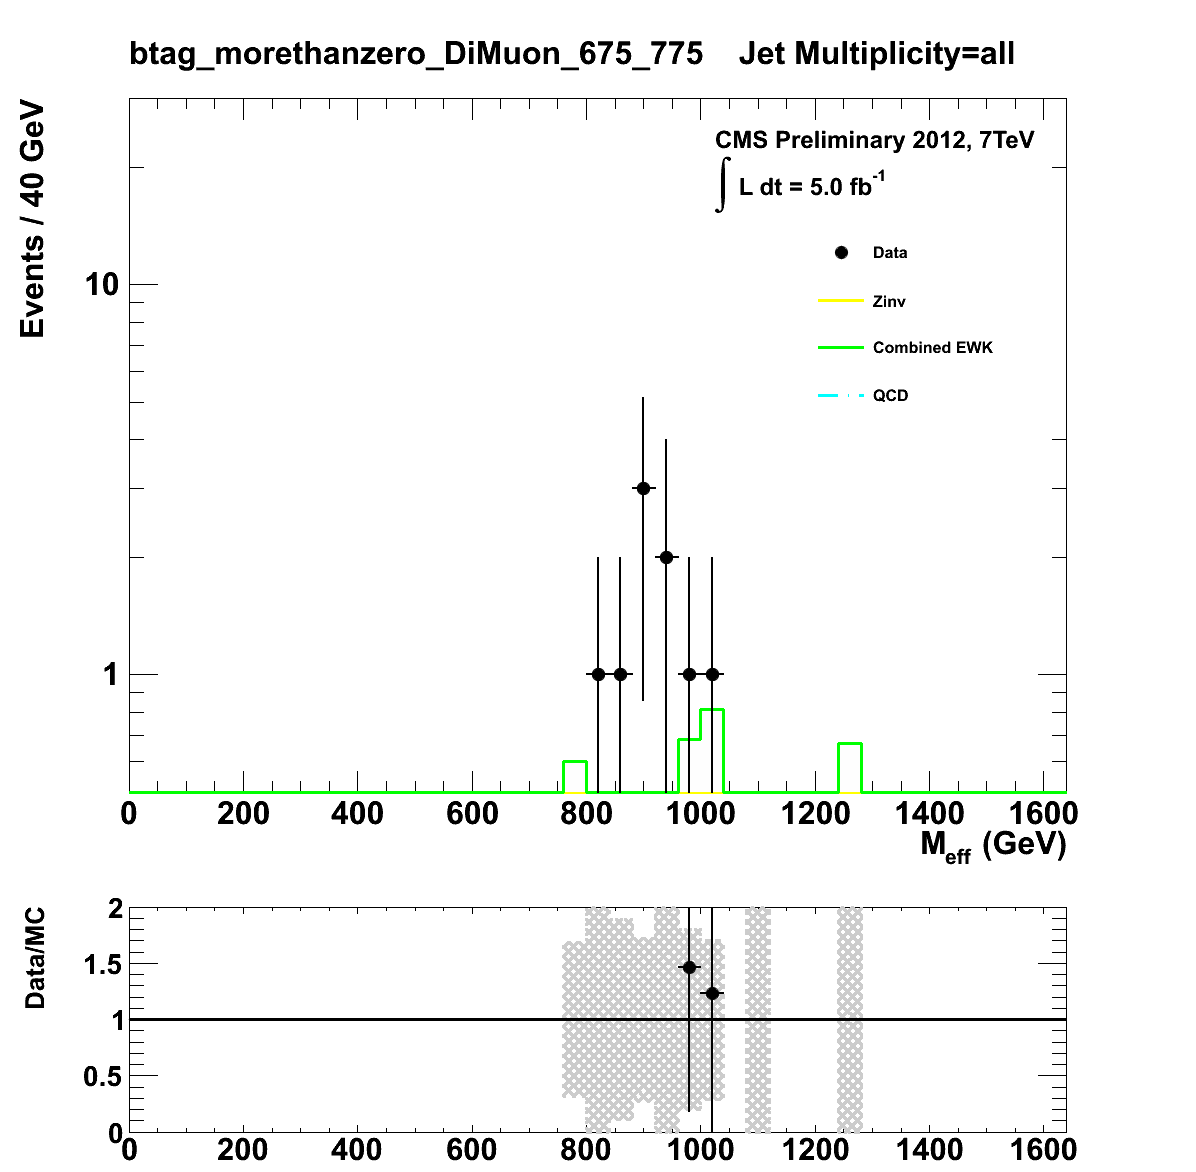 btag_morethanzero_DiMuon_675_775 Jet Multiplicity=all
Events / 40 GeV
CMS Preliminary 2012, 7TeV
∫ L dt = 5.0 fb⁻¹
Data
Zinv
Combined EWK
QCD
10
1
0 200 400 600 800 1000 1200 1400 1600
M_eff (GeV)
Data/MC
2
1.5
1
0.5
0
0 200 400 600 800 1000 1200 1400 1600